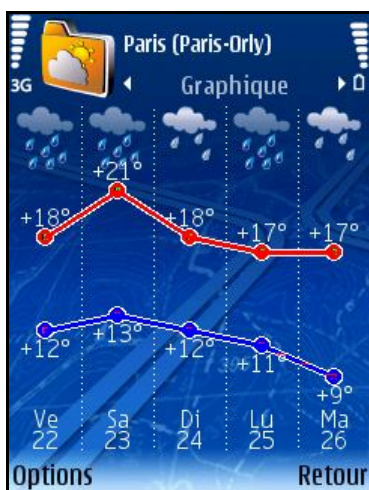 Paris (Paris-Orly)
3G
Graphique
+21°
+18° +18° +17° +17°
+12° +13° +12° +11° +9°
Ve Sa Di Lu Ma
22 23 24 25 26
Options Retour